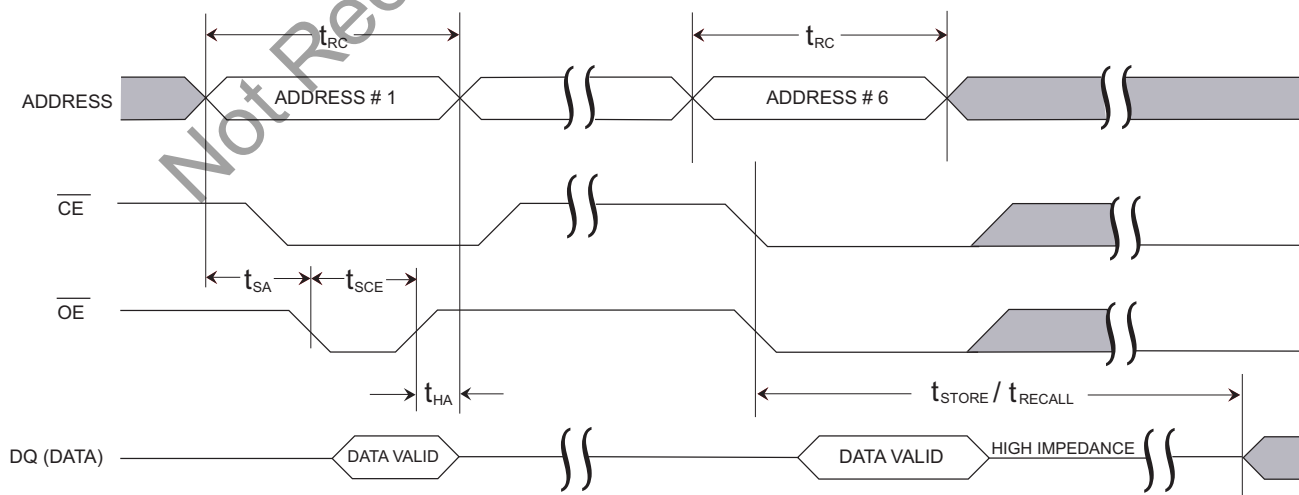 Not Rec
tRC
tRC
ADDRESS
ADDRESS # 1
ADDRESS # 6
CE
tSA
tSCE
OE
tHA
tSTORE / tRECALL
DQ (DATA)
DATA VALID
DATA VALID
HIGH IMPEDANCE